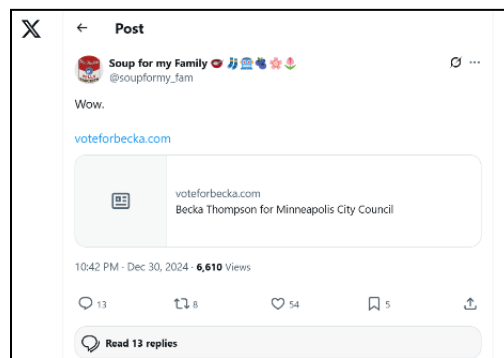 Post
Soup for my Family
@soupformy_fam
Wow.
voteforbecka.com
voteforbecka.com
Becka Thompson for Minneapolis City Council
10:42 PM · Dec 30, 2024 · 6,610 Views
13 8 54 5
Read 13 replies